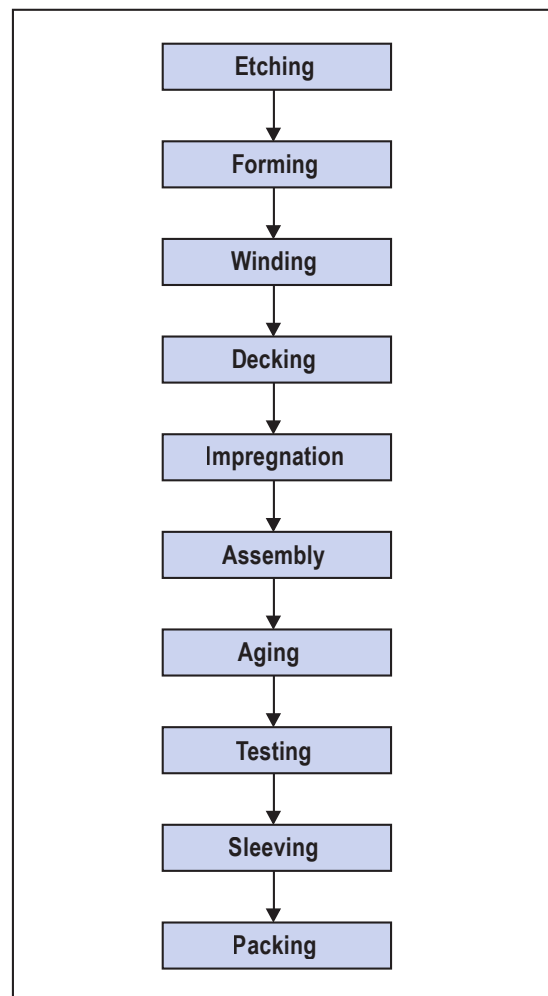 Etching
Forming
Winding
Decking
Impregnation
Assembly
Aging
Testing
Sleeving
Packing